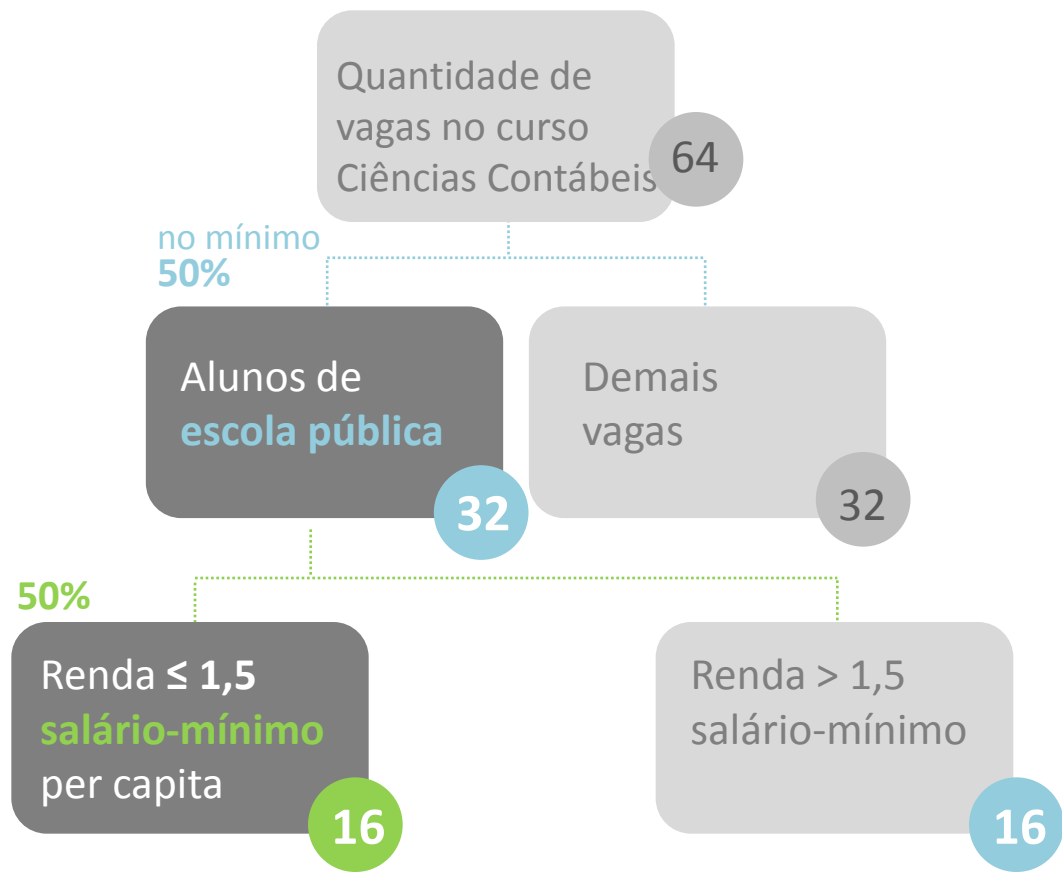 Quantidade de
vagas no curso
Ciências Contábeis
64
no mínimo
50%
Alunos de
escola pública
32
Demais
vagas
32
50%
Renda ≤ 1,5
salário-mínimo
per capita
16
Renda > 1,5
salário-mínimo
16